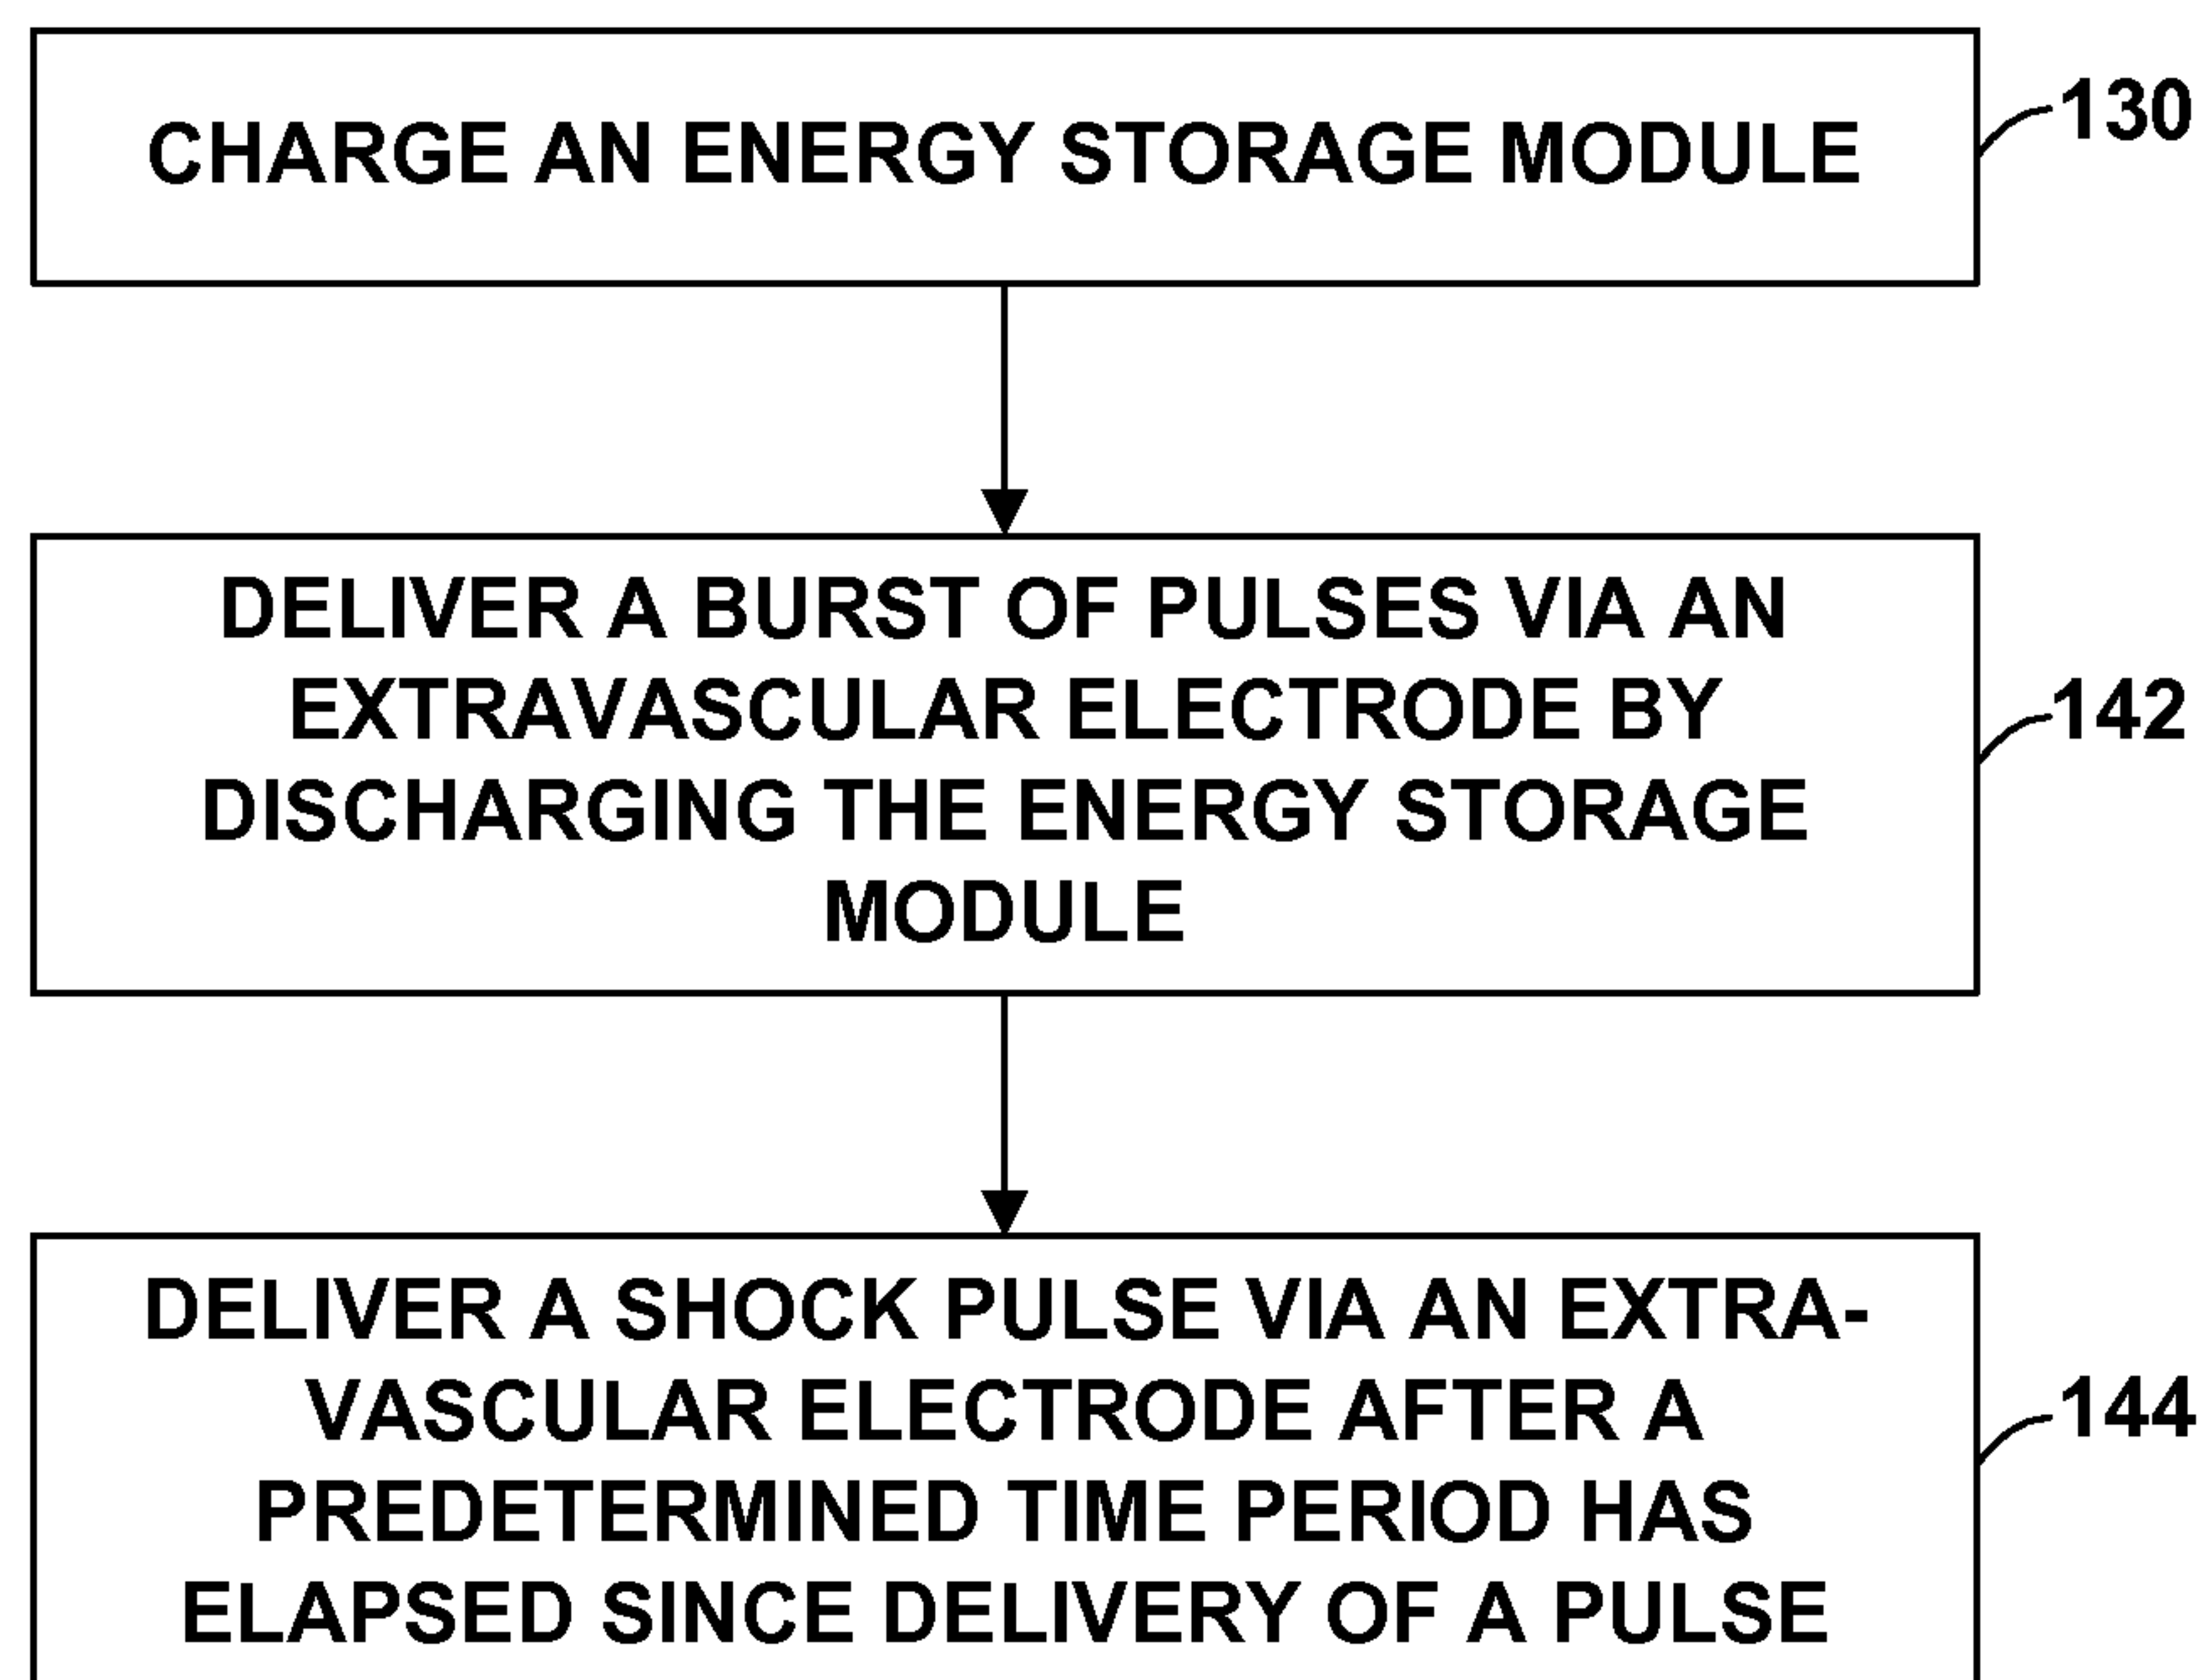 CHARGE AN ENERGY STORAGE MODULE
130
DELIVER A BURST OF PULSES VIA AN
EXTRAVASCULAR ELECTRODE BY
DISCHARGING THE ENERGY STORAGE
MODULE
142
DELIVER A SHOCK PULSE VIA AN EXTRA-
VASCULAR ELECTRODE AFTER A
PREDETERMINED TIME PERIOD HAS
ELAPSED SINCE DELIVERY OF A PULSE
144